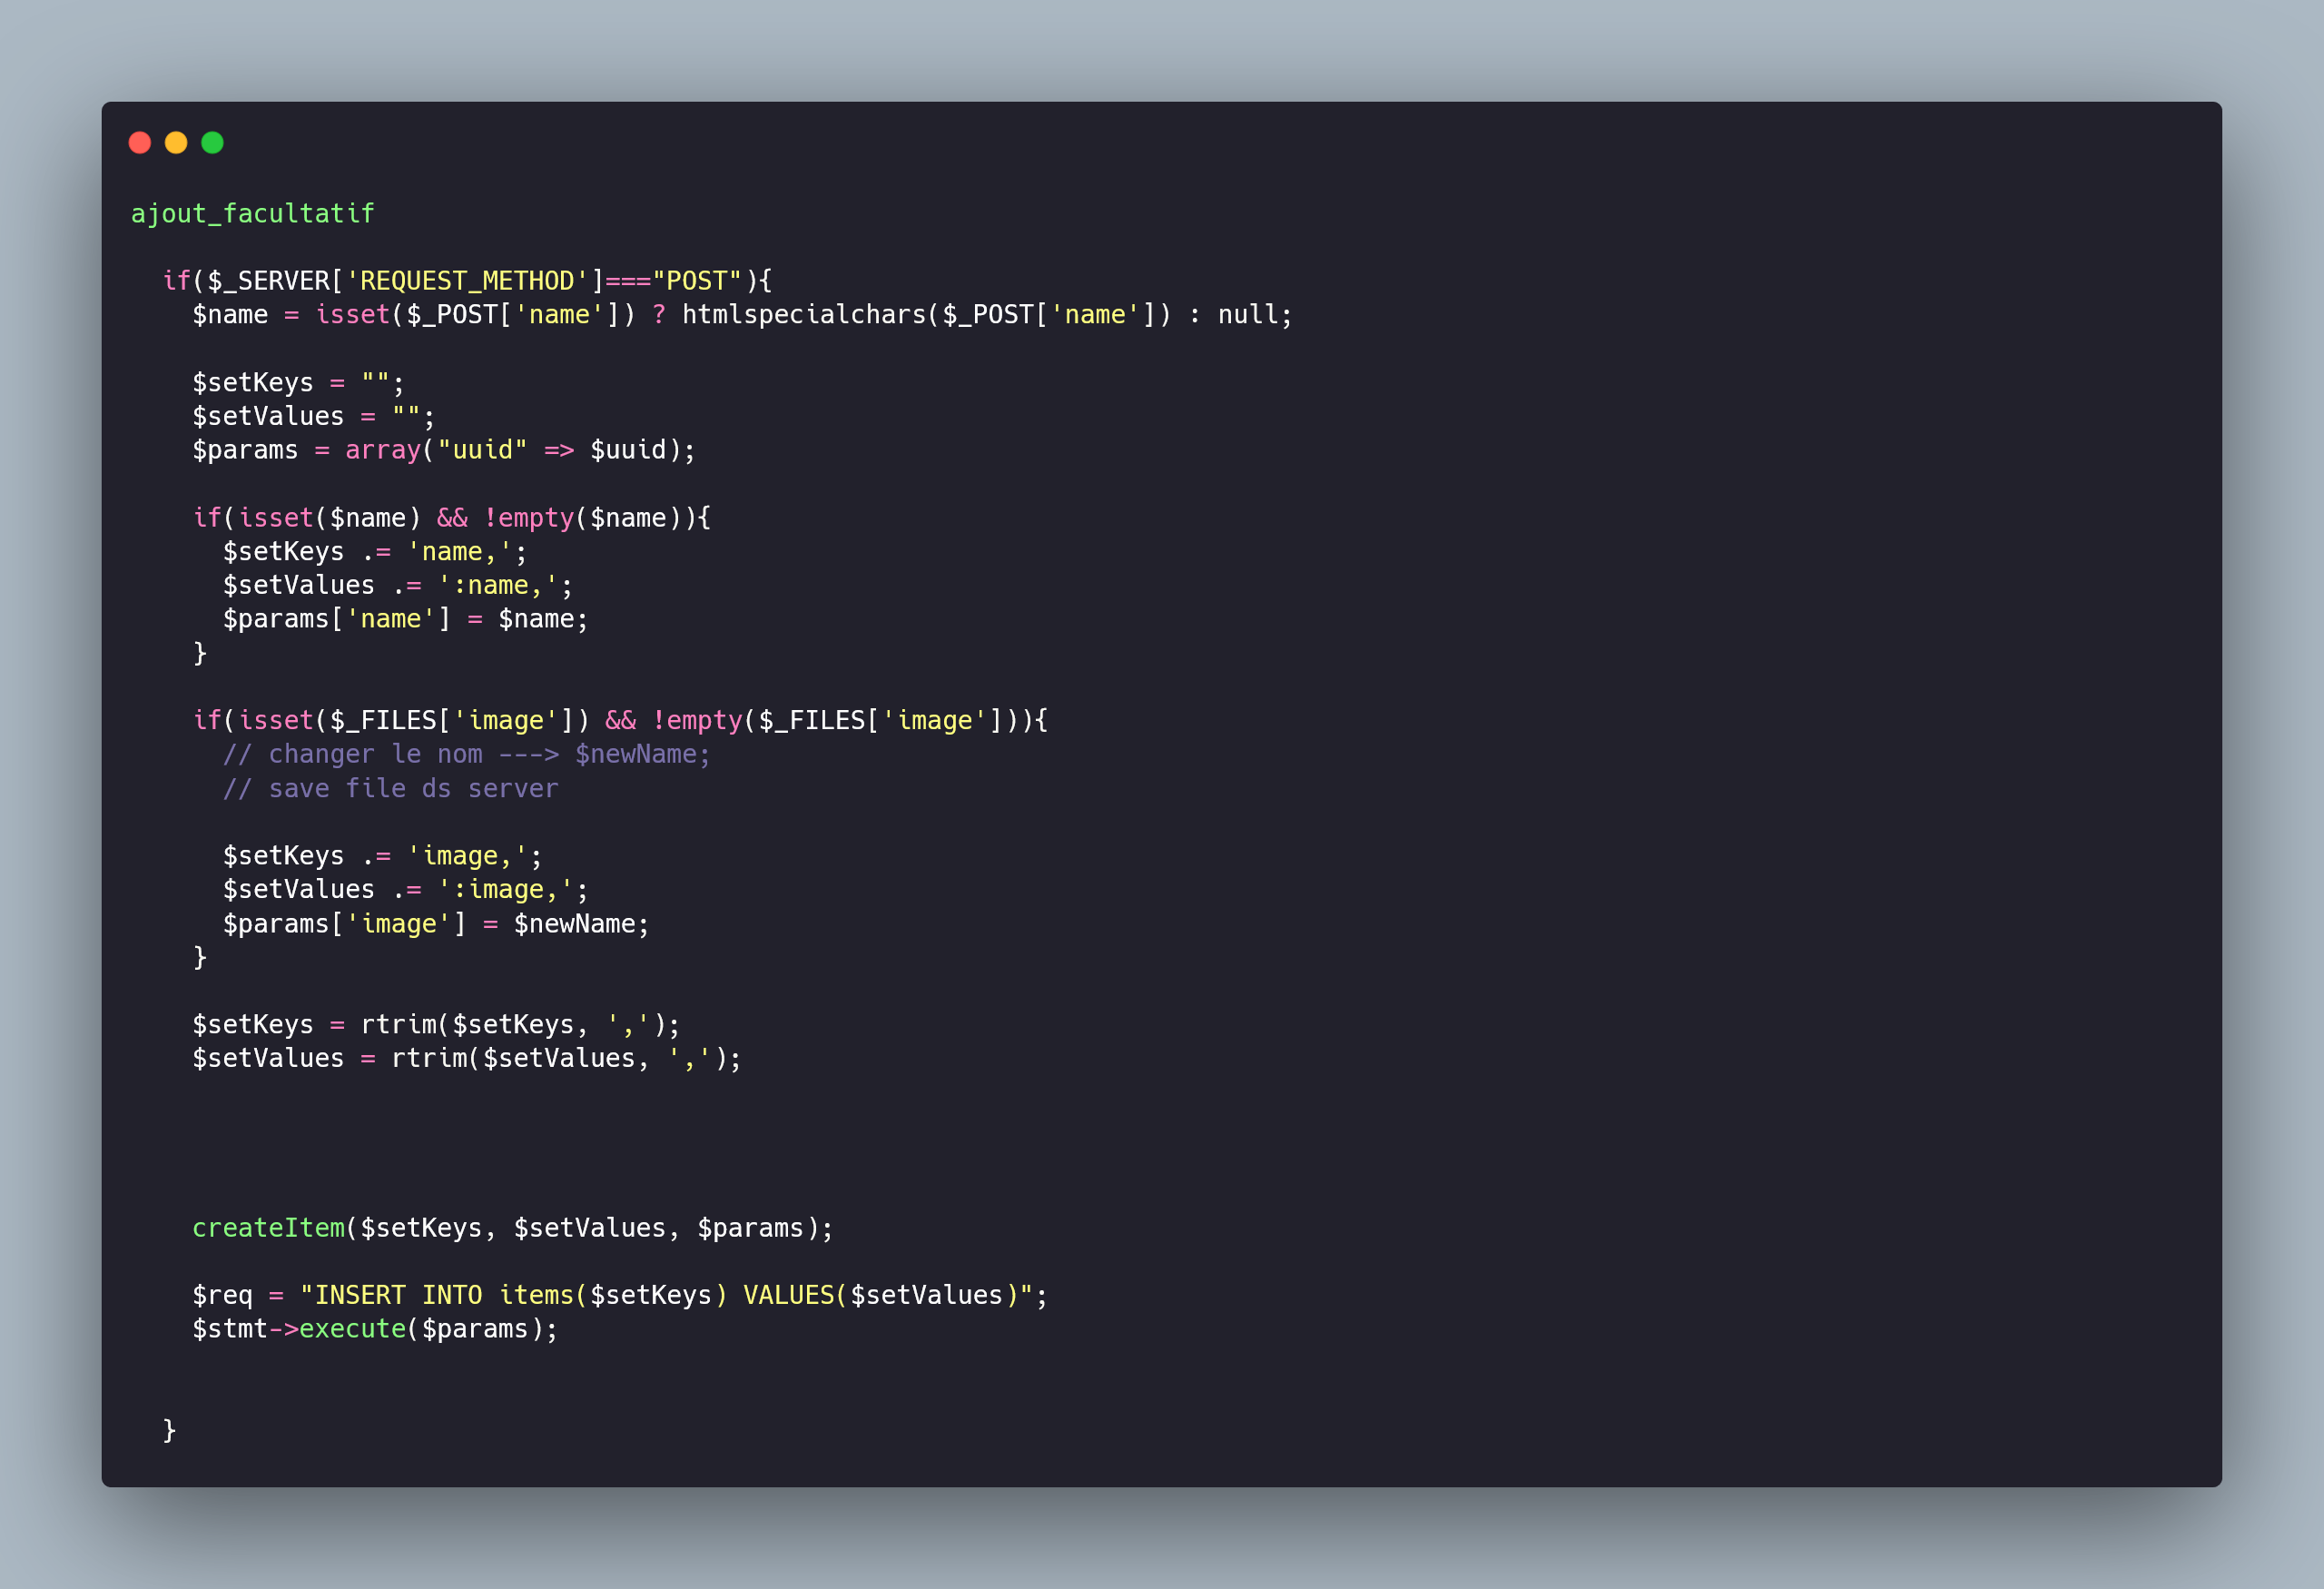 ajout_facultatif
if($_SERVER['REQUEST_METHOD']==="POST"){
$name = isset($_POST['name']) ? htmlspecialchars($_POST['name']) : null;
$setKeys = "";
$setValues = "";
$params = array("uuid" => $uuid);
if(isset($name) && !empty($name)){
$setKeys .= 'name,';
$setValues .= ':name,';
$params['name'] = $name;
}
if(isset($_FILES['image']) && !empty($_FILES['image'])){
// changer le nom ---> $newName;
// save file ds server
$setKeys .= 'image,';
$setValues .= ':image,';
$params['image'] = $newName;
}
$setKeys = rtrim($setKeys, ',');
$setValues = rtrim($setValues, ',');
createItem($setKeys, $setValues, $params);
$req = "INSERT INTO items($setKeys) VALUES($setValues)";
$stmt->execute($params);
}